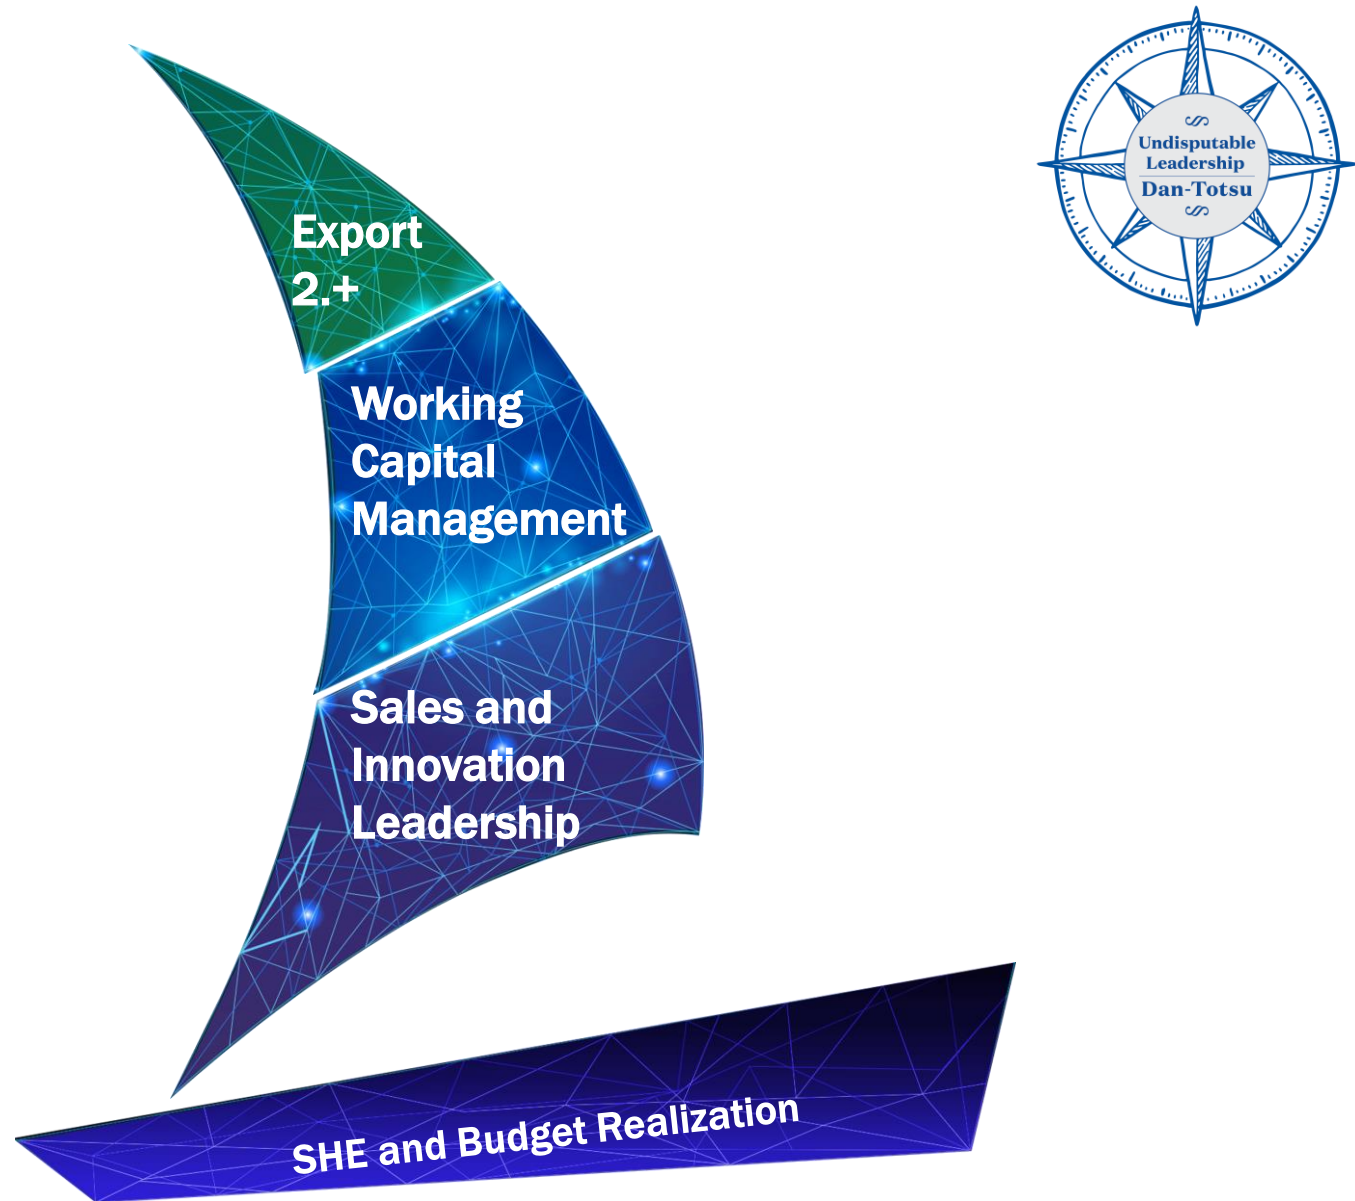 Export
2.+
Working
Capital
Management
Sales and
Innovation
Leadership
SHE and Budget Realization
Undisputable
Leadership
Dan-Totsu